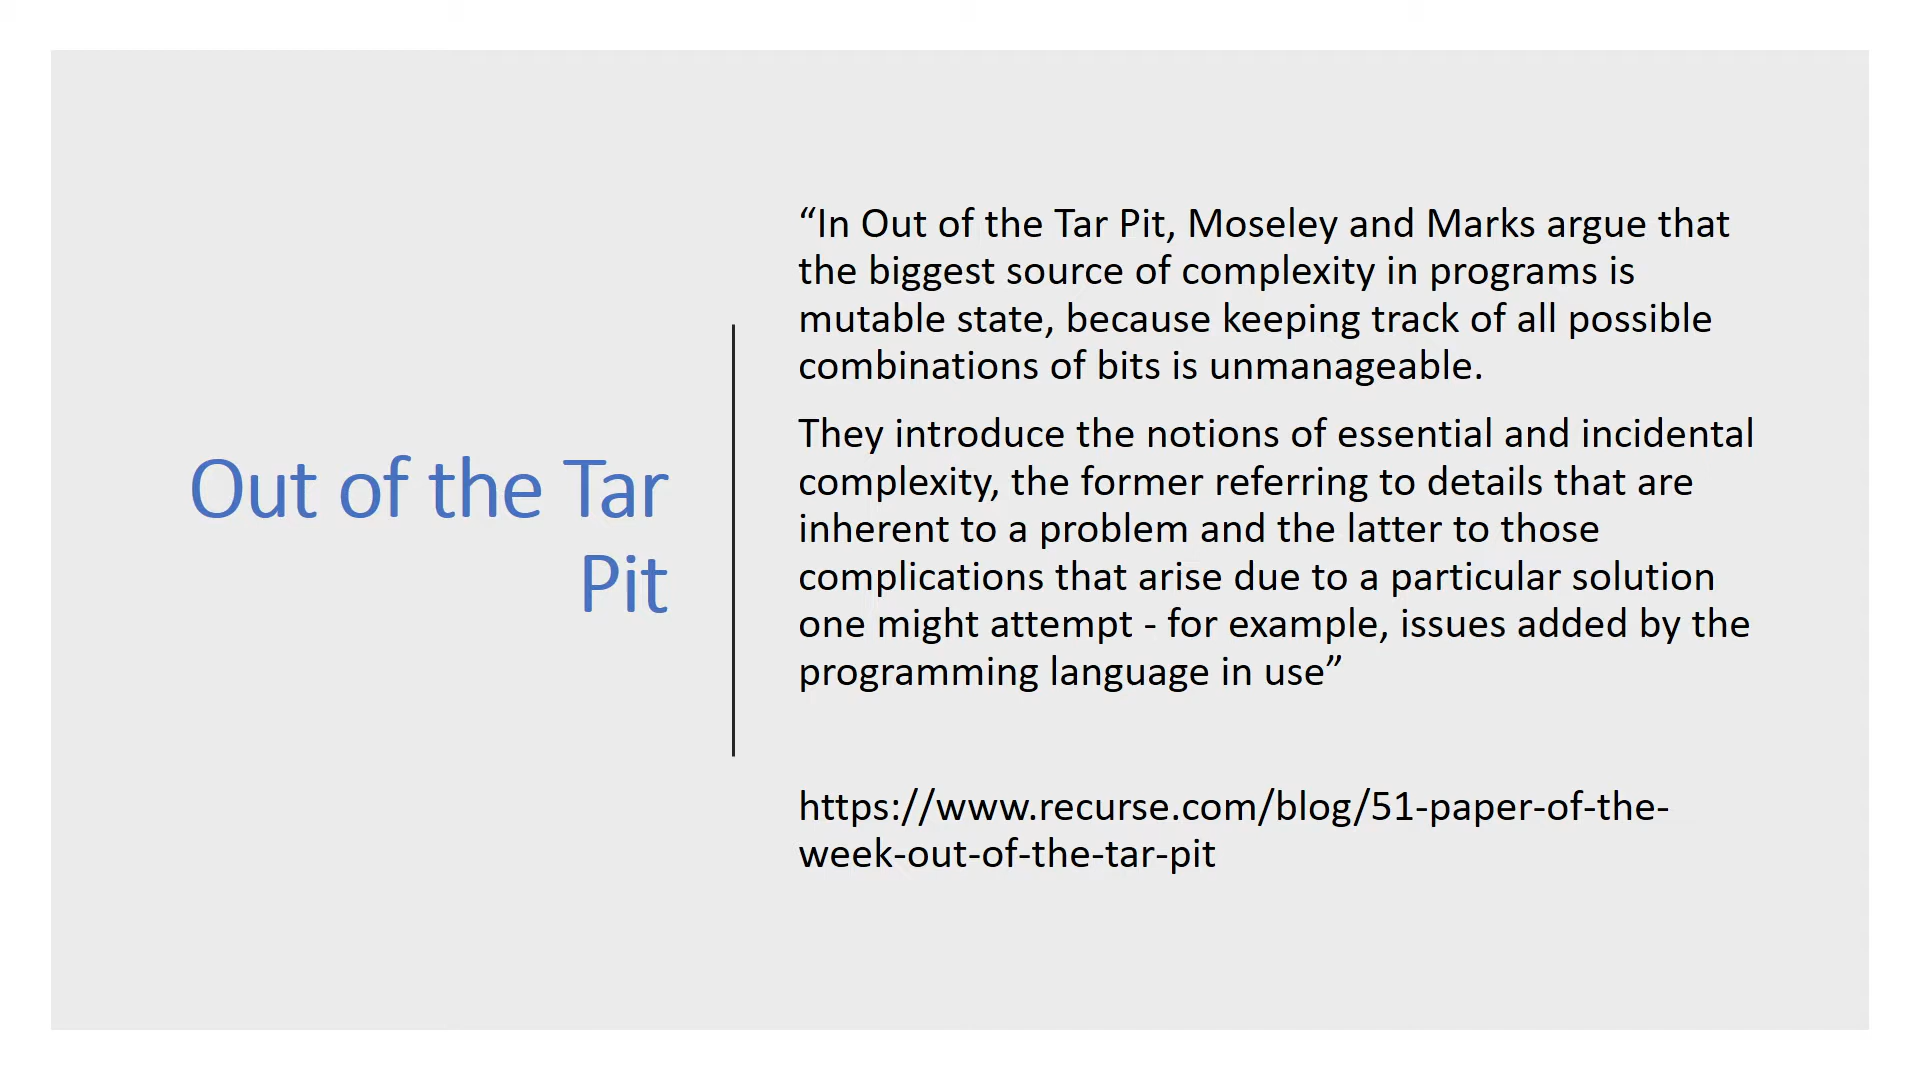 Out of the Tar
Pit
“In Out of the Tar Pit, Moseley and Marks argue that
the biggest source of complexity in programs is
mutable state, because keeping track of all possible
combinations of bits is unmanageable.
They introduce the notions of essential and incidental
complexity, the former referring to details that are
inherent to a problem and the latter to those
complications that arise due to a particular solution
one might attempt - for example, issues added by the
programming language in use”
https://www.recurse.com/blog/51-paper-of-the-
week-out-of-the-tar-pit